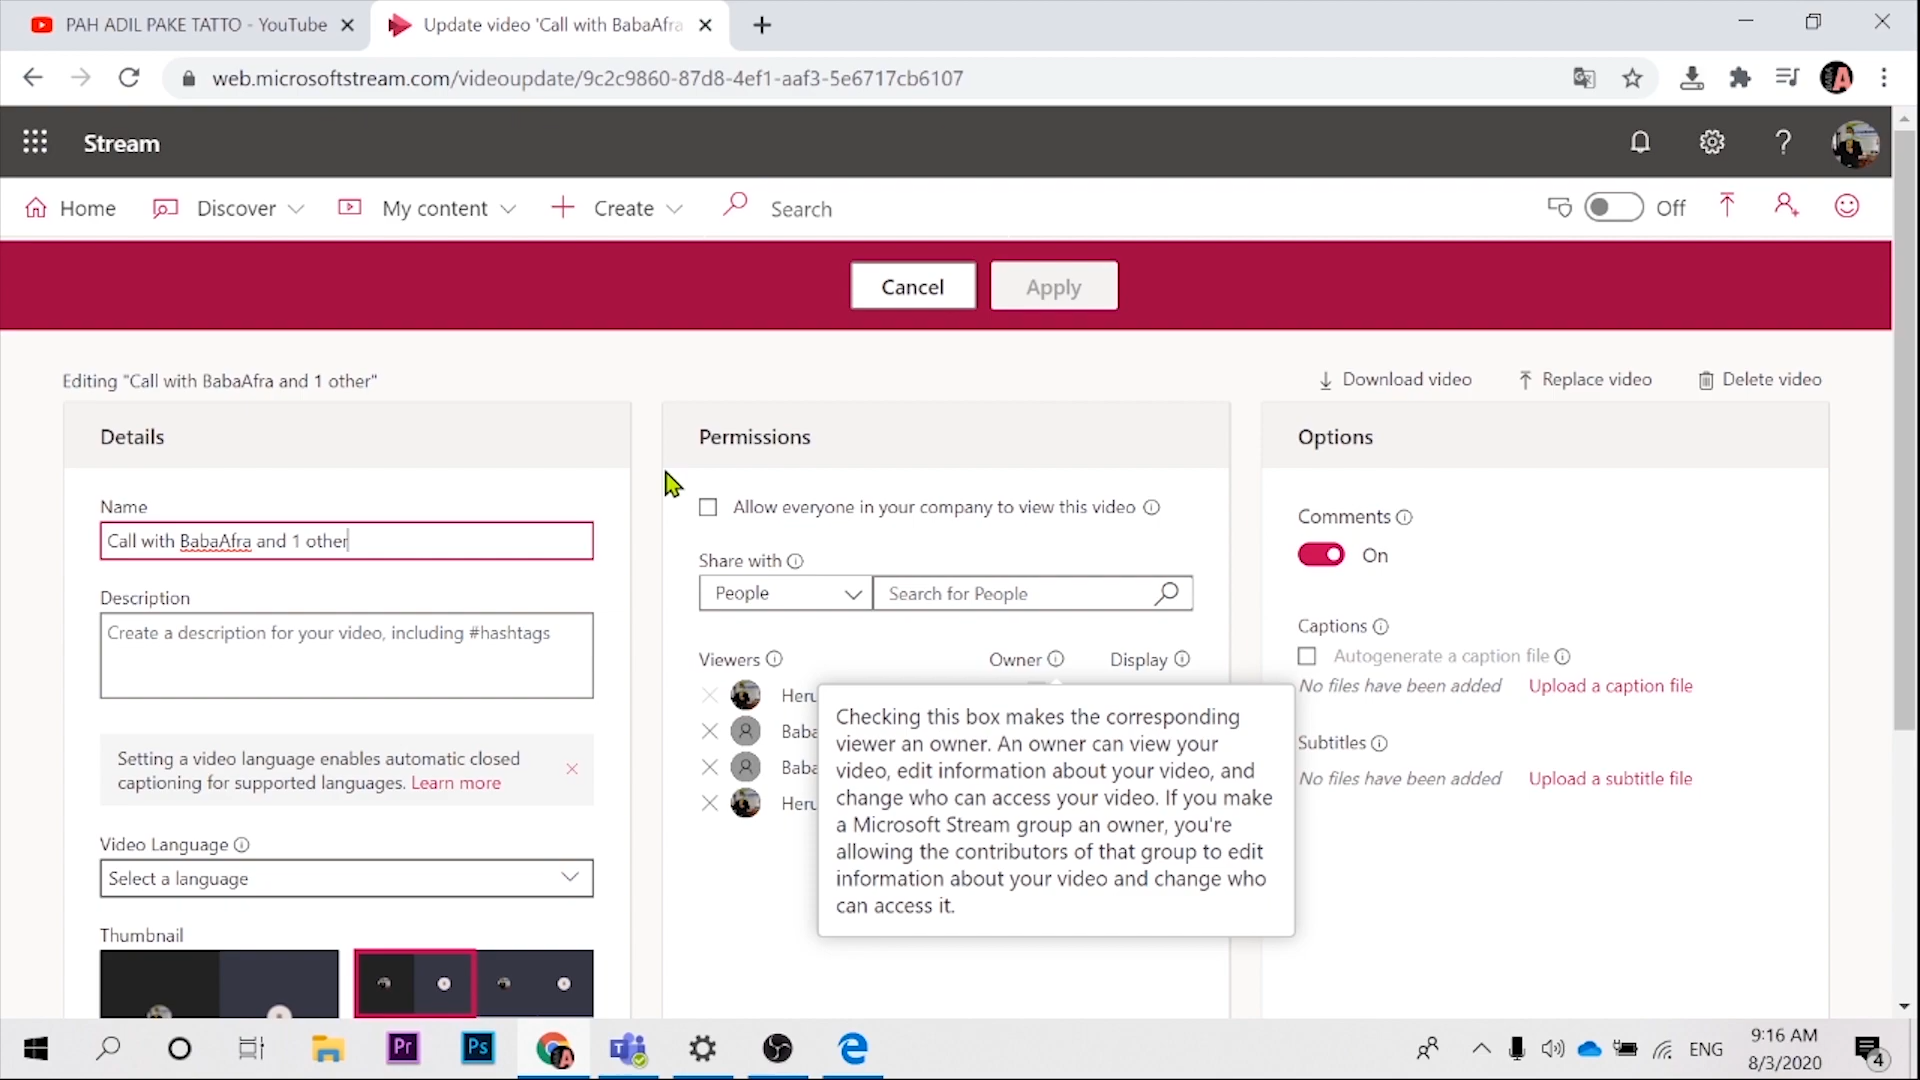 PAH ADIL PAKE TATTO - YouTube
Update video 'Call with BabaAfra
web.microsoftstream.com/videoupdate/9c2c9860-87d8-4ef1-aaf3-5e6717cb6107
Stream
Home
Discover
My content
Create
Search
Off
Cancel
Apply
Editing "Call with BabaAfra and 1 other"
Download video
Replace video
Delete video
Details
Name
Call with BabaAfra and 1 other
Description
Create a description for your video, including #hashtags
Setting a video language enables automatic closed
captioning for supported languages. Learn more
Video Language
Select a language
Thumbnail
Permissions
Allow everyone in your company to view this video
Share with
People
Search for People
Viewers
Owner
Display
Heru
Baba
Baba
Heru
Checking this box makes the corresponding
viewer an owner. An owner can view your
video, edit information about your video, and
change who can access your video. If you make
a Microsoft Stream group an owner, you're
allowing the contributors of that group to edit
information about your video and change who
can access it.
Options
Comments
On
Captions
Autogenerate a caption file
No files have been added
Upload a caption file
Subtitles
No files have been added
Upload a subtitle file
Pr
Ps
ENG
9:16 AM
8/3/2020
4